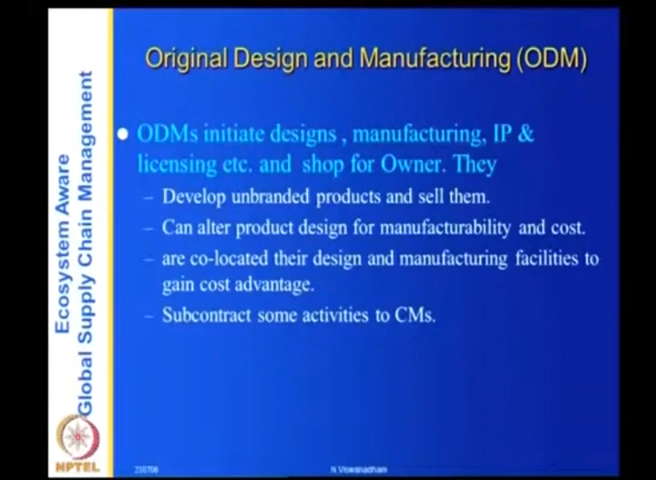 Original Design and Manufacturing (ODM)
ODMs initiate designs , manufacturing, IP &
licensing etc. and shop for Owner. They
– Develop unbranded products and sell them.
– Can alter product design for manufacturability and cost.
– are co-located their design and manufacturing facilities to
gain cost advantage.
– Subcontract some activities to CMs.
Ecosystem Aware
Global Supply Chain Management
NPTEL
N.Viswanadham